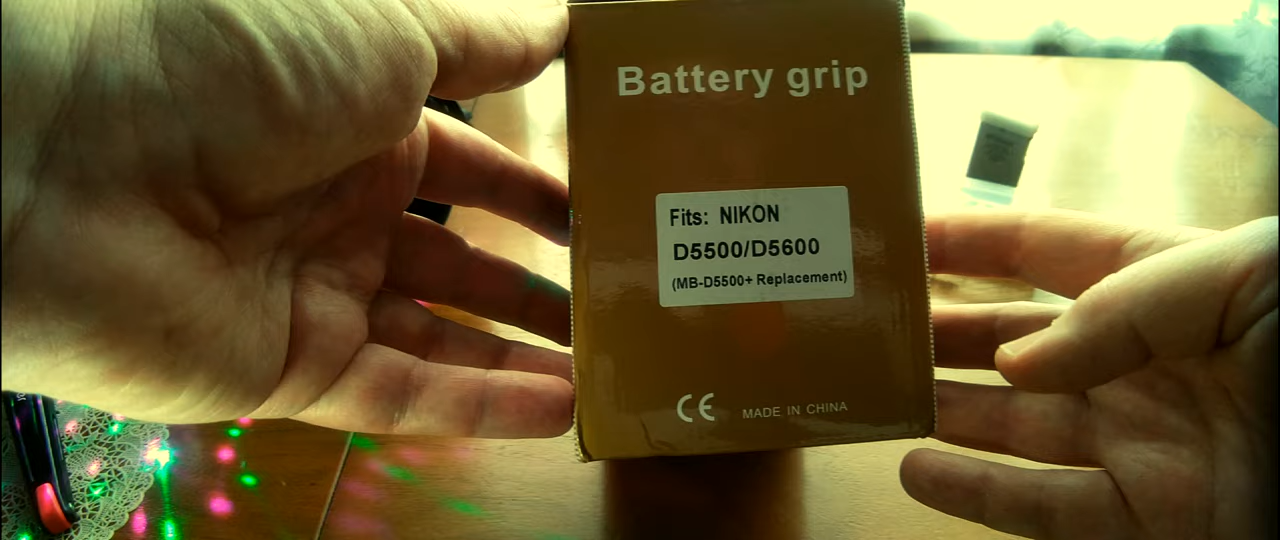 Battery grip
Fits: NIKON
D5500/D5600
(MB-D5500+ Replacement)
CE MADE IN CHINA